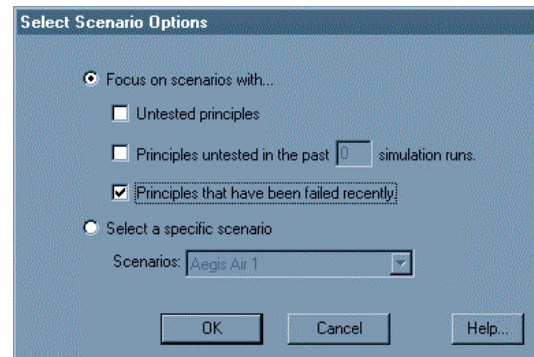 Select Scenario Options
Focus on scenarios with...
Untested principles
Principles untested in the past 0 simulation runs.
Principles that have been failed recently
Select a specific scenario
Scenarios: Aegis Air 1
OK Cancel Help...